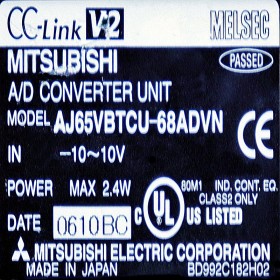 CC-Link V2 MELSEC
MITSUBISHI PASSED
A/D CONVERTER UNIT
MODEL AJ65VBTCU-68ADVN
CE
IN -10~10V
POWER MAX 2.4W
C UL US LISTED
80M1 IND. CONT. EQ.
CLASS2 ONLY
DATE 0610BC
MITSUBISHI ELECTRIC CORPORATION
MADE IN JAPAN BD992C182H02